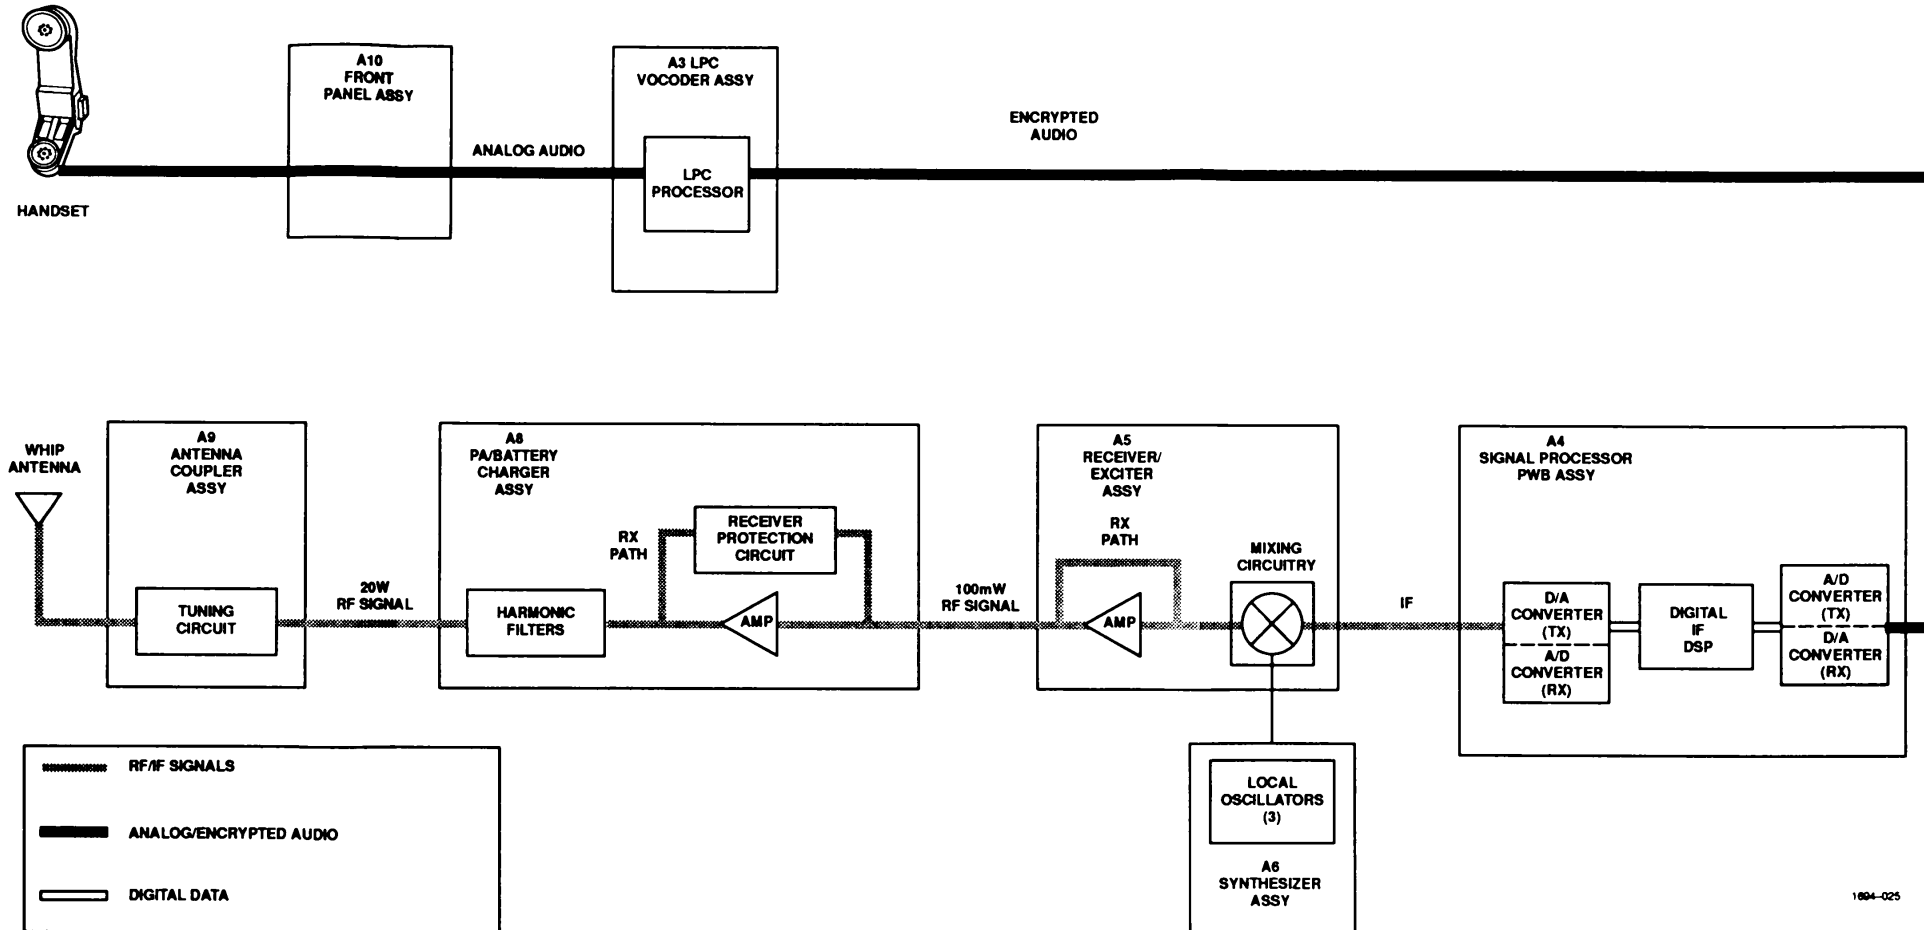 A10
FRONT
PANEL ASSY
A3 LPC
VOCODER ASSY
ENCRYPTED
AUDIO
ANALOG AUDIO
LPC
PROCESSOR
HANDSET
WHIP
ANTENNA
A9
ANTENNA
COUPLER
ASSY
TUNING
CIRCUIT
20W
RF SIGNAL
A8
PA/BATTERY
CHARGER
ASSY
HARMONIC
FILTERS
RX
PATH
RECEIVER
PROTECTION
CIRCUIT
AMP
100mW
RF SIGNAL
A5
RECEIVER/
EXCITER
ASSY
RX
PATH
AMP
MIXING
CIRCUITRY
IF
A4
SIGNAL PROCESSOR
PWB ASSY
D/A
CONVERTER
(TX)
A/D
CONVERTER
(RX)
DIGITAL
IF
DSP
A/D
CONVERTER
(TX)
D/A
CONVERTER
(RX)
LOCAL
OSCILLATORS
(3)
A6
SYNTHESIZER
ASSY
RF/IF SIGNALS
ANALOG/ENCRYPTED AUDIO
DIGITAL DATA
1694-025